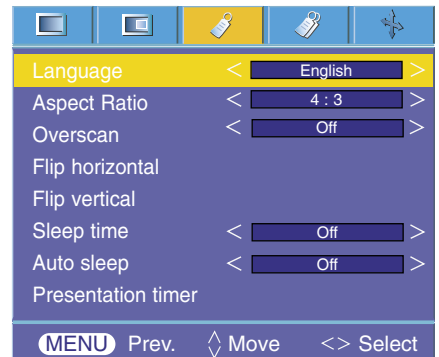 Language < English >
Aspect Ratio < 4 : 3 >
Overscan < Off >
Flip horizontal
Flip vertical
Sleep time < Off >
Auto sleep < Off >
Presentation timer
MENU Prev. Move <> Select